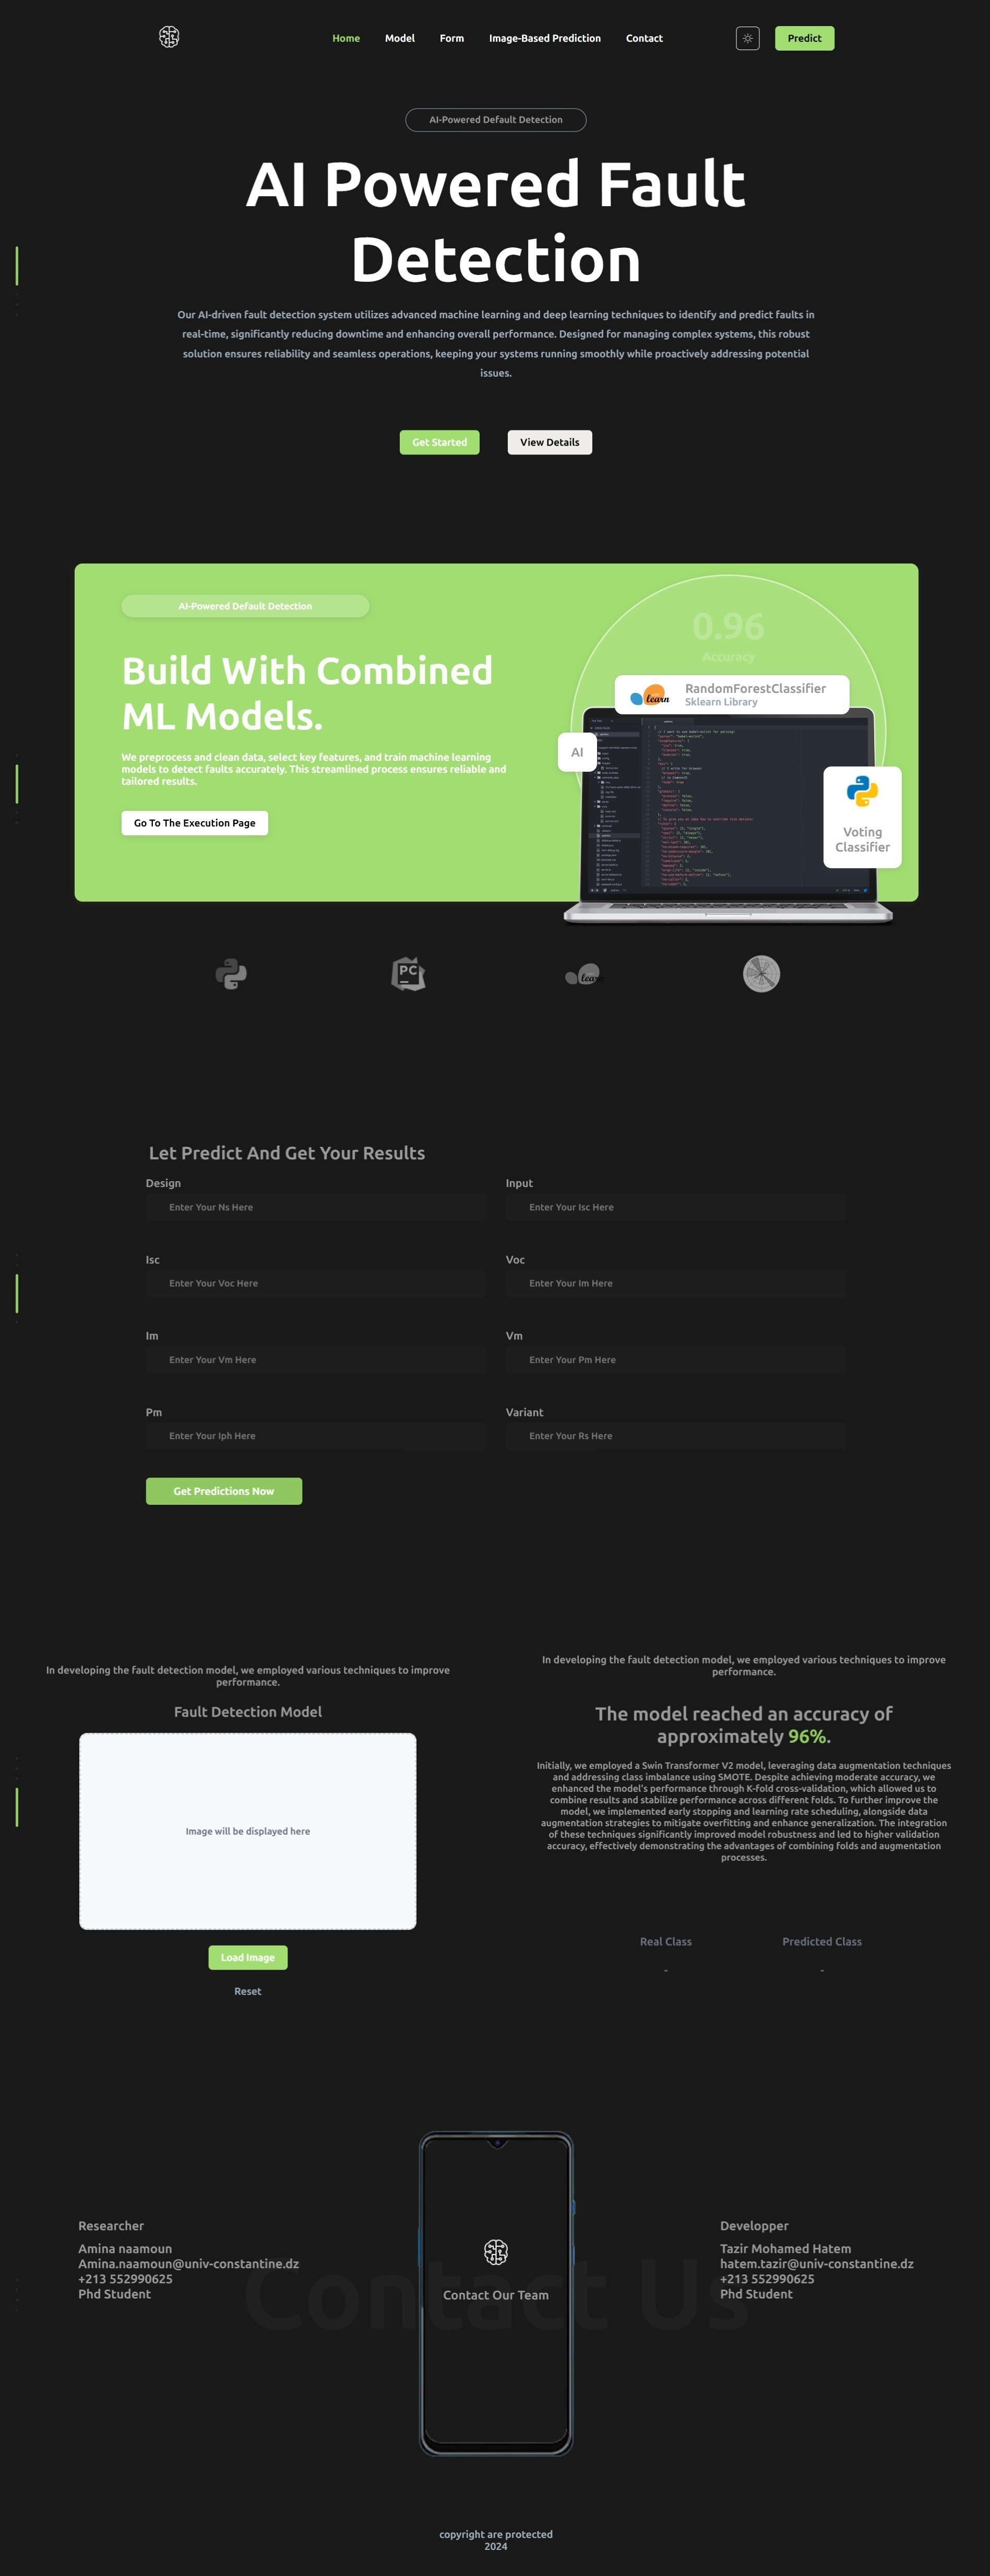 Home Model Form Image-Based Prediction Contact Predict
AI-Powered Default Detection
AI Powered Fault
Detection
Our AI-driven fault detection system utilizes advanced machine learning and deep learning techniques to identify and predict faults in
real-time, significantly reducing downtime and enhancing overall performance. Designed for managing complex systems, this robust
solution ensures reliability and seamless operations, keeping your systems running smoothly while proactively addressing potential
issues.
Get Started View Details
AI-Powered Default Detection
Build With Combined
ML Models.
We preprocess and clean data, select key features, and train machine learning
models to detect faults accurately. This streamlined process ensures reliable and
tailored results.
Go To The Execution Page
0.96
Accuracy
learn
RandomForestClassifier
Sklearn Library
AI
Voting
Classifier
PC
learn
Let Predict And Get Your Results
Design Input
Enter Your Ns Here Enter Your Isc Here
Isc Voc
Enter Your Voc Here Enter Your Im Here
Im Vm
Enter Your Vm Here Enter Your Pm Here
Pm Variant
Enter Your Iph Here Enter Your Rs Here
Get Predictions Now
In developing the fault detection model, we employed various techniques to improve
performance.
Fault Detection Model
Image will be displayed here
Load Image
Reset
In developing the fault detection model, we employed various techniques to improve
performance.
The model reached an accuracy of
approximately 96%.
Initially, we employed a Swin Transformer V2 model, leveraging data augmentation techniques
and addressing class imbalance using SMOTE. Despite achieving moderate accuracy, we
enhanced the model's performance through K-fold cross-validation, which allowed us to
combine results and stabilize performance across different folds. To further improve the
model, we implemented early stopping and learning rate scheduling, alongside data
augmentation strategies to mitigate overfitting and enhance generalization. The integration
of these techniques significantly improved model robustness and led to higher validation
accuracy, effectively demonstrating the advantages of combining folds and augmentation
processes.
Real Class Predicted Class
- -
Researcher
Amina naamoun
Amina.naamoun@univ-constantine.dz
+213 552990625
Phd Student
Contact Us
Contact Our Team
Developper
Tazir Mohamed Hatem
hatem.tazir@univ-constantine.dz
+213 552990625
Phd Student
copyright are protected
2024